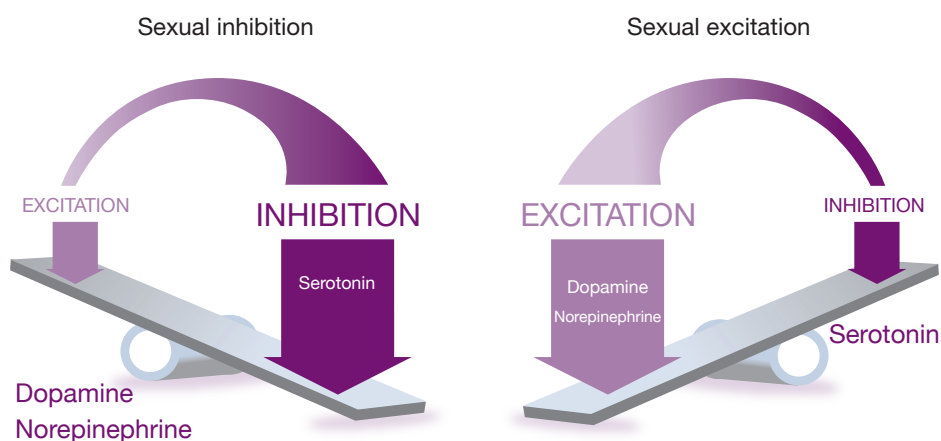 Sexual inhibition
EXCITATION
INHIBITION
Serotonin
Dopamine
Norepinephrine
Sexual excitation
EXCITATION
INHIBITION
Dopamine
Norepinephrine
Serotonin